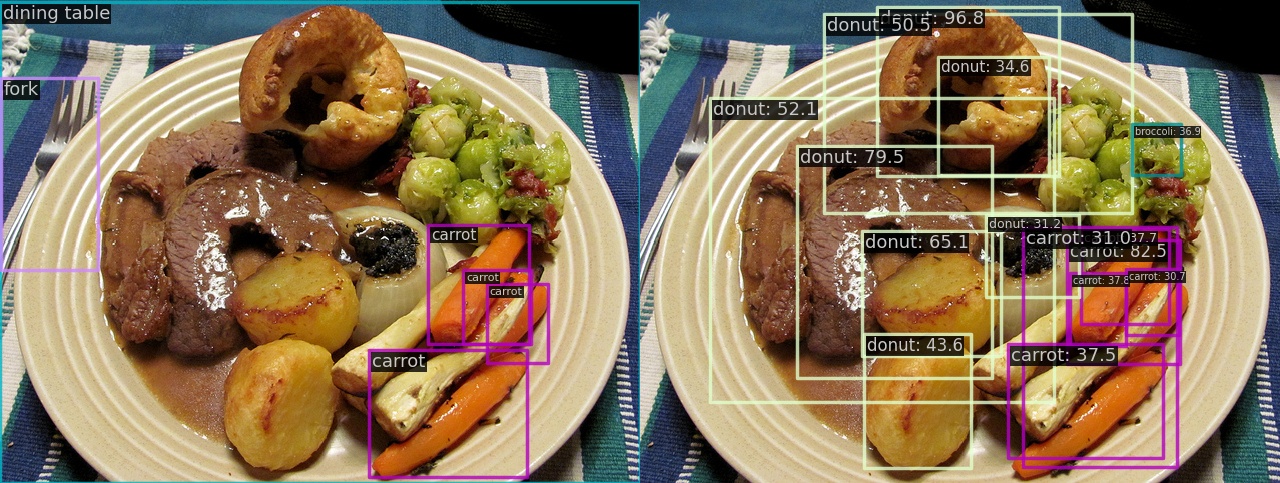 dining table
fork
carrot
carrot
carrot
carrot
donut: 96.8
donut: 50.5
donut: 34.6
donut: 52.1
broccoli: 36.9
donut: 79.5
donut: 31.2
donut: 65.1
carrot: 31.0
37.7
carrot: 82.5
carrot: 37.8
carrot: 30.7
donut: 43.6
carrot: 37.5